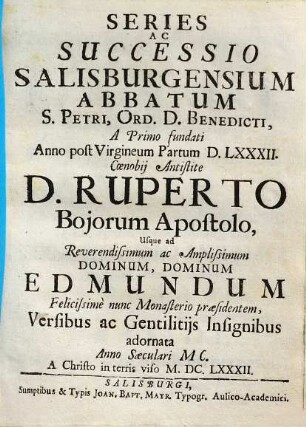 SERIES
AC
SUCCESSIO
SALISBURGENSIUM
ABBATUM
S. PETRI, ORD. D. BENEDICTI,
A Primo fundati
Anno post Virgineum Partum D. LXXXII.
Cœnobij Antistite
D. RUPERTO
Bojorum Apostolo,
Usque ad
Reverendissimum ac Amplissimum
DOMINUM, DOMINUM
EDMUNDUM
Felicissimè nunc Monasterio præsidentem,
Versibus ac Gentilitijs Insignibus
adornata
Anno Sæculari MC.
A Christo in terris viso M. DC. LXXXII.
SALISBURGI,
Sumptibus & Typis JOAN. BAPT. MAYR. Typogr. Aulico-Academici.